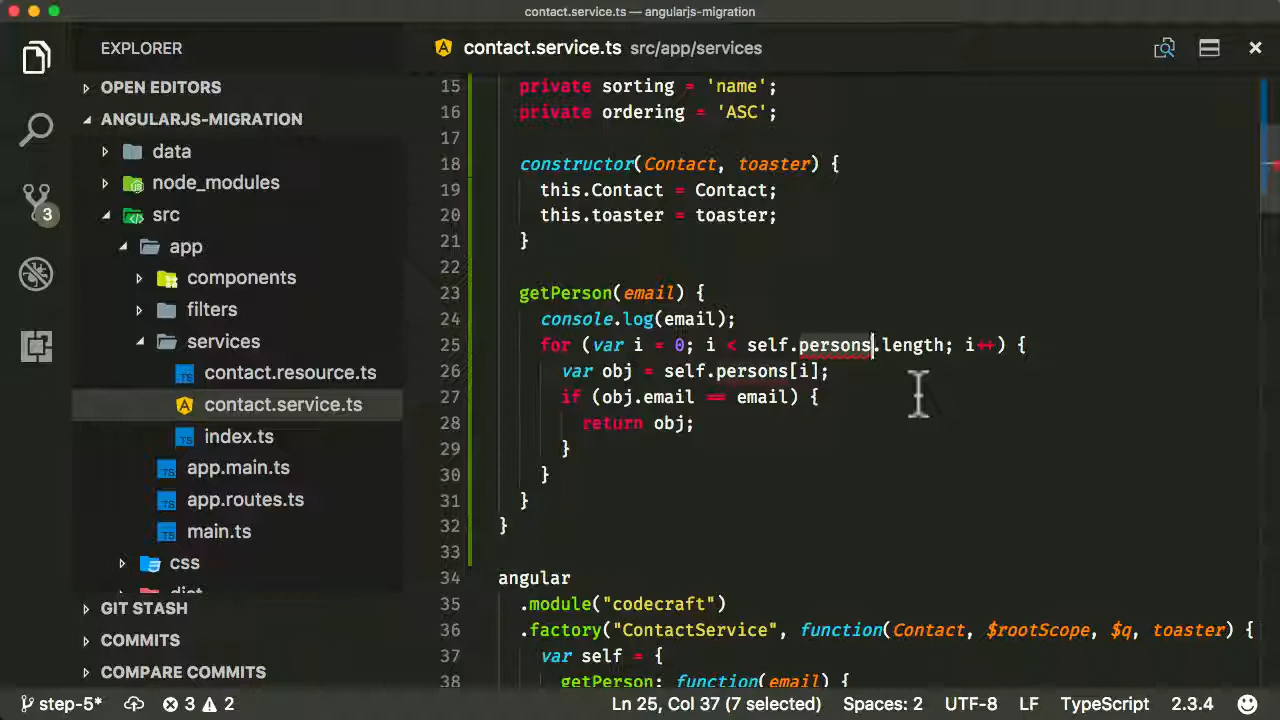 contact.service.ts — angularjs-migration
EXPLORER
contact.service.ts src/app/services
OPEN EDITORS
ANGULARJS-MIGRATION
data
node_modules
src
app
components
filters
services
contact.resource.ts
contact.service.ts
index.ts
app.main.ts
app.routes.ts
main.ts
css
GIT STASH
COMMITS
COMPARE COMMITS
3
15 private sorting = 'name';
16 private ordering = 'ASC';
17
18 constructor(Contact, toaster) {
19 this.Contact = Contact;
20 this.toaster = toaster;
21 }
22
23 getPerson(email) {
24 console.log(email);
25 for (var i = 0; i < self.persons.length; i++) {
26 var obj = self.persons[i];
27 if (obj.email == email) {
28 return obj;
29 }
30 }
31 }
32 }
33
34 angular
35 .module("codecraft")
36 .factory("ContactService", function(Contact, $rootScope, $q, toaster) {
37 var self = {
38 getPerson: function(email) {
step-5* 3 2 Ln 25, Col 37 (7 selected) Spaces: 2 UTF-8 LF TypeScript 2.3.4